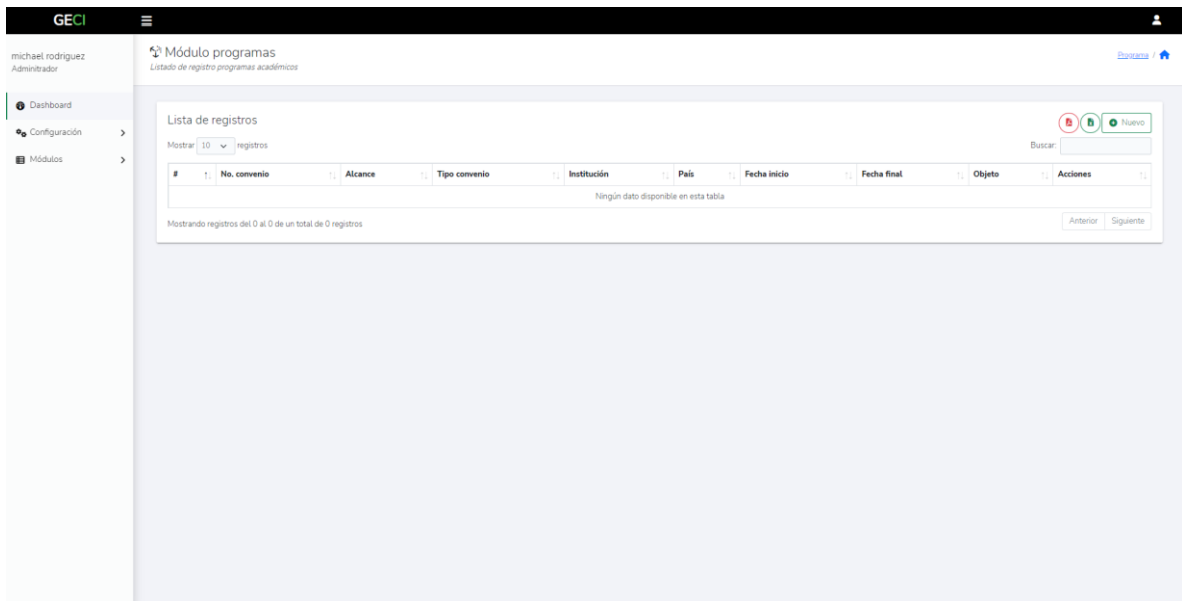 GECI
michael rodriguez
Adminitrador
Dashboard
Configuración
Módulos
Módulo programas
Listado de registro programas académicos
Programa /
Lista de registros
Nuevo
Mostrar 10 registros
Buscar:
# No. convenio Alcance Tipo convenio Institución País Fecha inicio Fecha final Objeto Acciones
Ningún dato disponible en esta tabla
Mostrando registros del 0 al 0 de un total de 0 registros
Anterior Siguiente